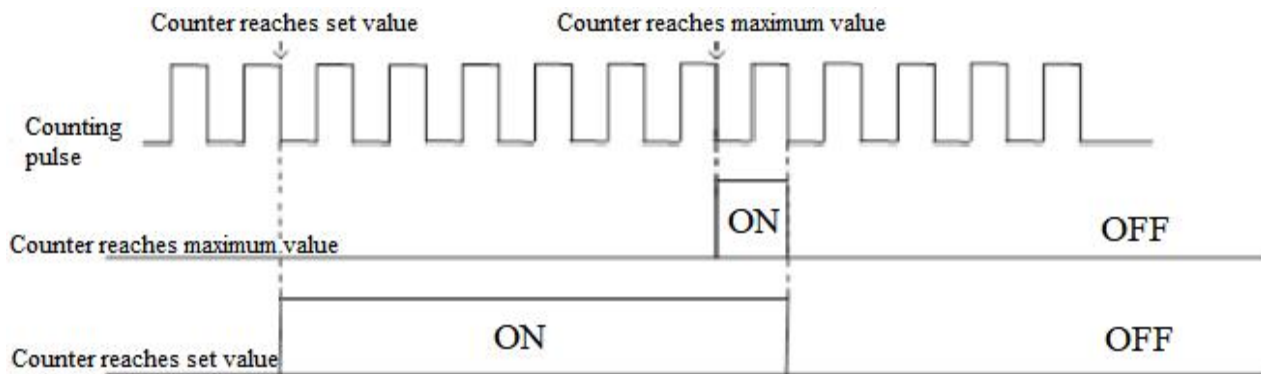 Counter reaches set value
Counter reaches maximum value
Counting
pulse
ON
OFF
Counter reaches maximum value
ON
OFF
Counter reaches set value